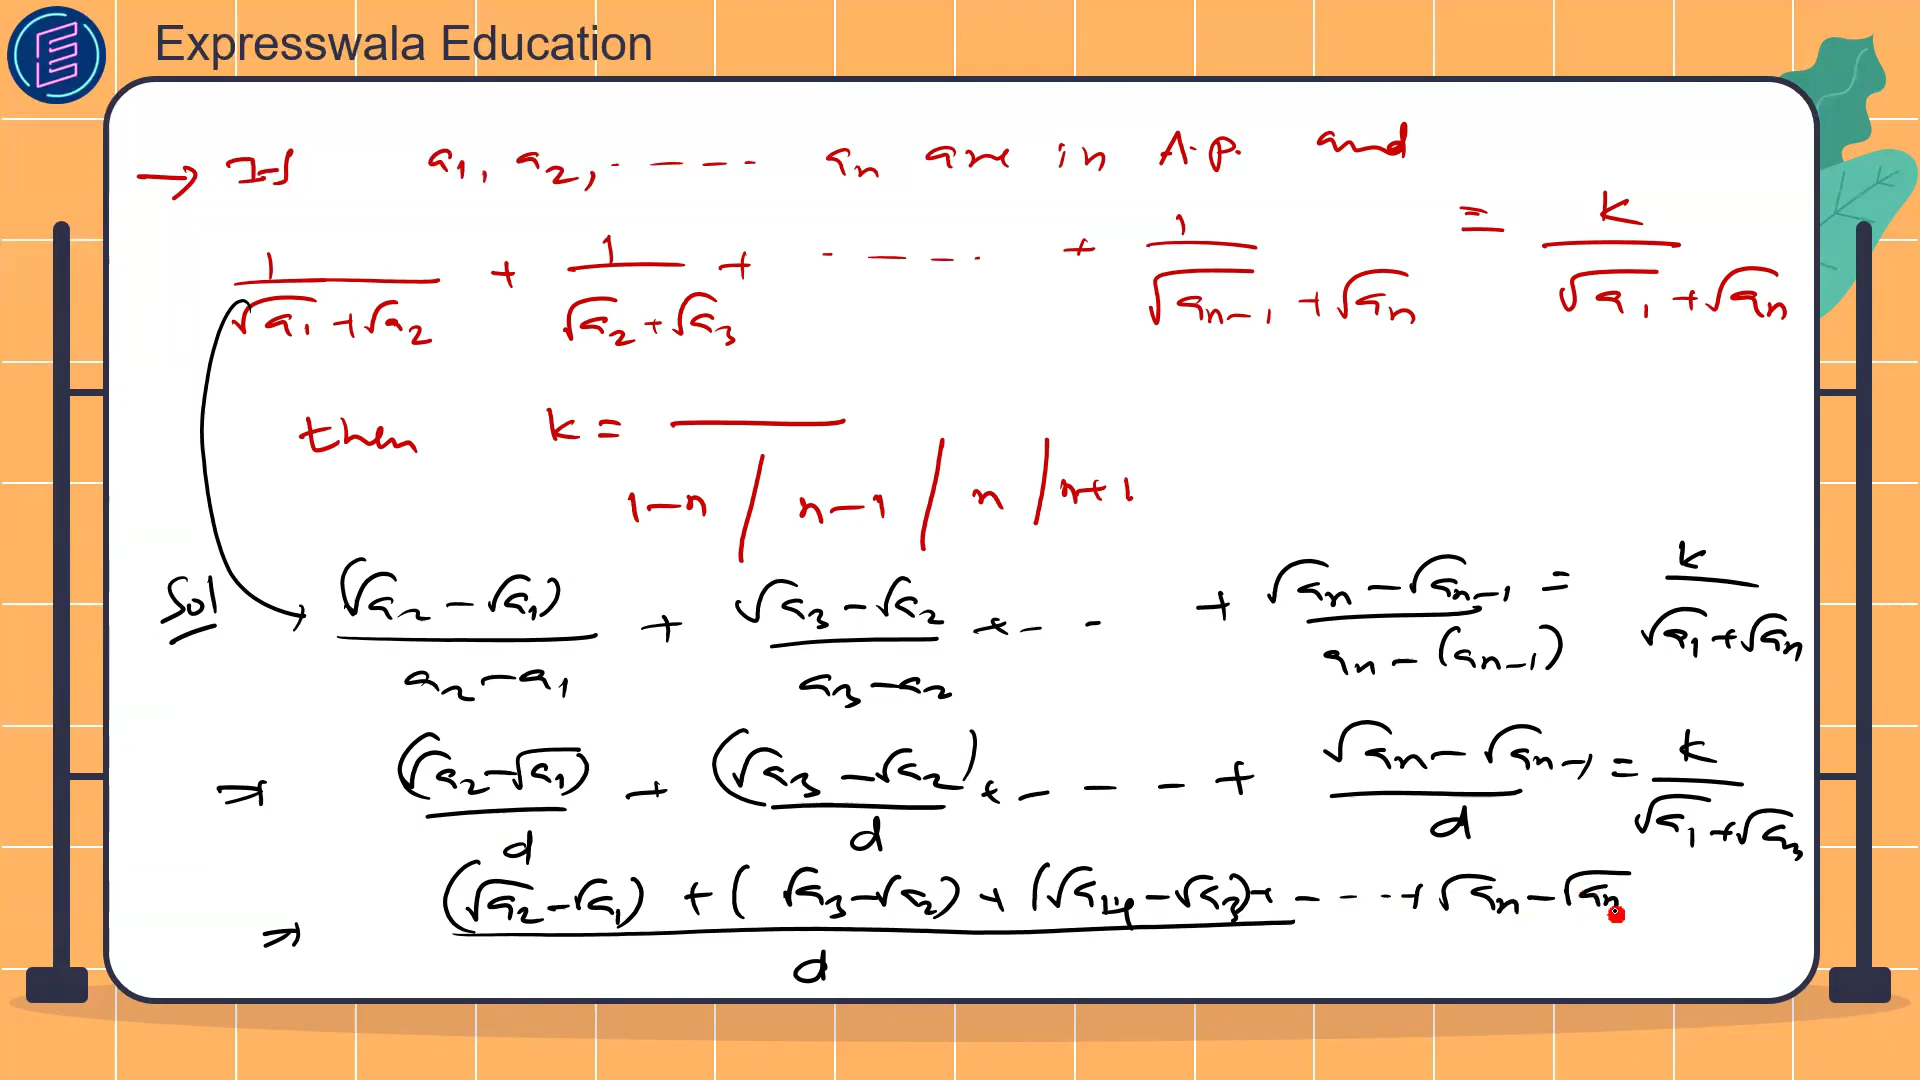 Expresswala Education
→ If a₁, a₂, ----- aₙ are in A.P. and
1/(√a₁ + √a₂) + 1/(√a₂ + √a₃) + ----- + 1/(√aₙ₋₁ + √aₙ) = k/(√a₁ + √aₙ)
then k = ______
1-n / n-1 / n / n+1
Sol (√a₂ - √a₁)/(a₂ - a₁) + (√a₃ - √a₂)/(a₃ - a₂) + -- + (√aₙ - √aₙ₋₁)/(aₙ - (aₙ₋₁)) = k/(√a₁ + √aₙ)
⇒ (√a₂ - √a₁)/d + (√a₃ - √a₂)/d + ---- + (√aₙ - √aₙ₋₁)/d = k/(√a₁ + √aₙ)
⇒ ((√a₂ - √a₁) + (√a₃ - √a₂) + (√a₄ - √a₃) + ---- + √aₙ - √aₙ)/d